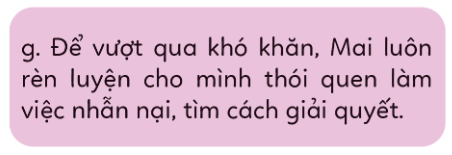 g. Để vượt qua khó khăn, Mai luôn
rèn luyện cho mình thói quen làm
việc nhẫn nại, tìm cách giải quyết.